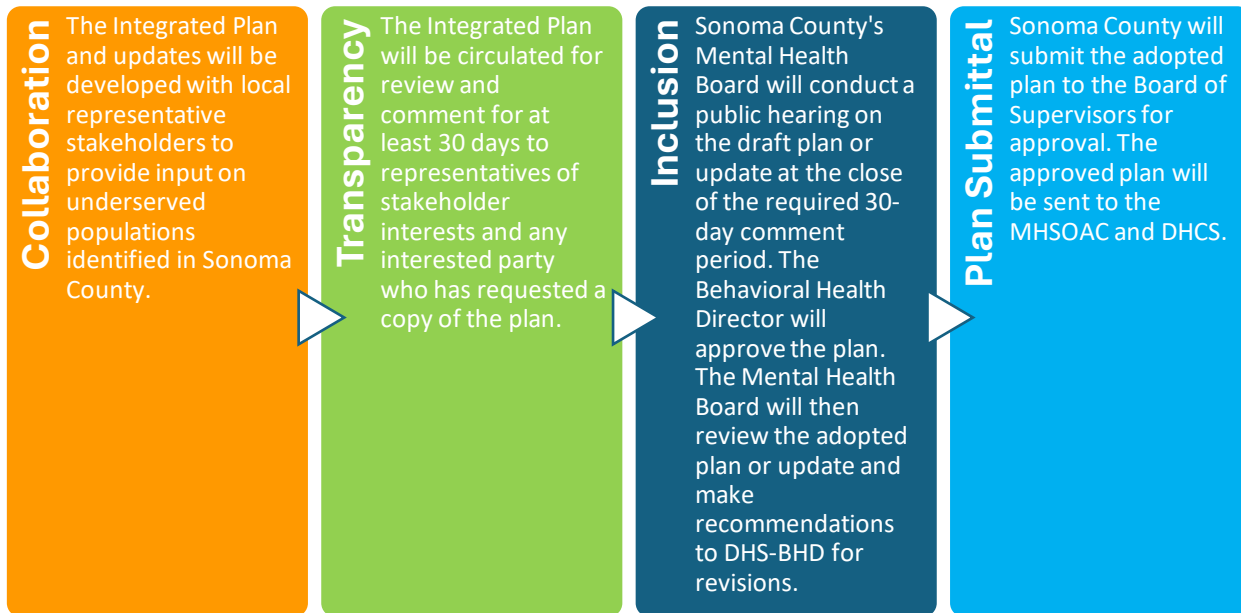 Collaboration
The Integrated Plan
and updates will be
developed with local
representative
stakeholders to
provide input on
underserved
populations
identified in Sonoma
County.
Transparency
The Integrated Plan
will be circulated for
review and
comment for at
least 30 days to
representatives of
stakeholder
interests and any
interested party
who has requested a
copy of the plan.
Inclusion
Sonoma County's
Mental Health
Board will conduct a
public hearing on
the draft plan or
update at the close
of the required 30-
day comment
period. The
Behavioral Health
Director will
approve the plan.
The Mental Health
Board will then
review the adopted
plan or update and
make
recommendations
to DHS-BHD for
revisions.
Plan Submittal
Sonoma County will
submit the adopted
plan to the Board of
Supervisors for
approval. The
approved plan will
be sent to the
MHSOAC and DHCS.